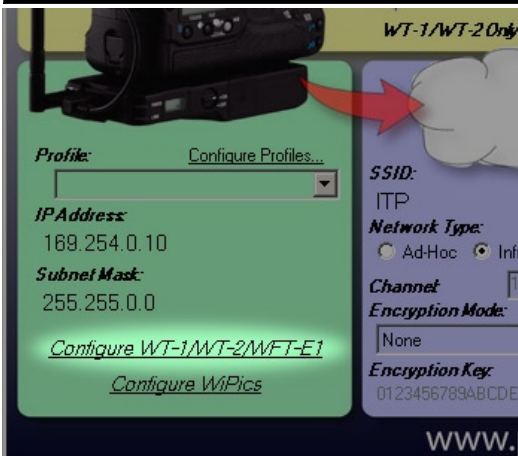 WT-1/WT-2 Only
Profile:
Configure Profiles...
IP Address:
169.254.0.10
Subnet Mask:
255.255.0.0
Configure WT-1/WT-2/WFT-E1
Configure WiPics
SSID:
ITP
Network Type:
Ad-Hoc
Channel:
Encryption Mode:
None
Encryption Key:
0123456789ABCDE
www.